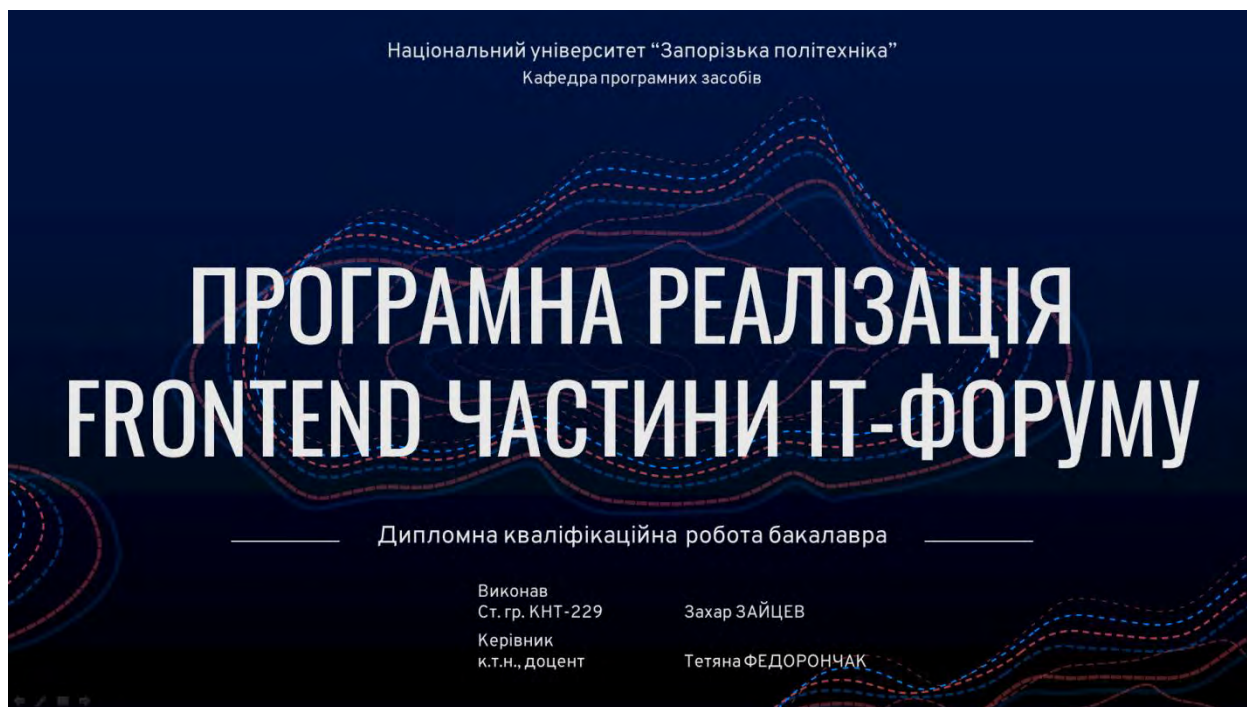 Національний університет “Запорізька політехніка”
Кафедра програмних засобів
ПРОГРАМНА РЕАЛІЗАЦІЯ
FRONTEND ЧАСТИНИ ІТ-ФОРУМУ
Дипломна кваліфікаційна робота бакалавра
Виконав
Ст. гр. КНТ-229 Захар ЗАЙЦЕВ
Керівник
к.т.н., доцент Тетяна ФЕДОРОНЧАК